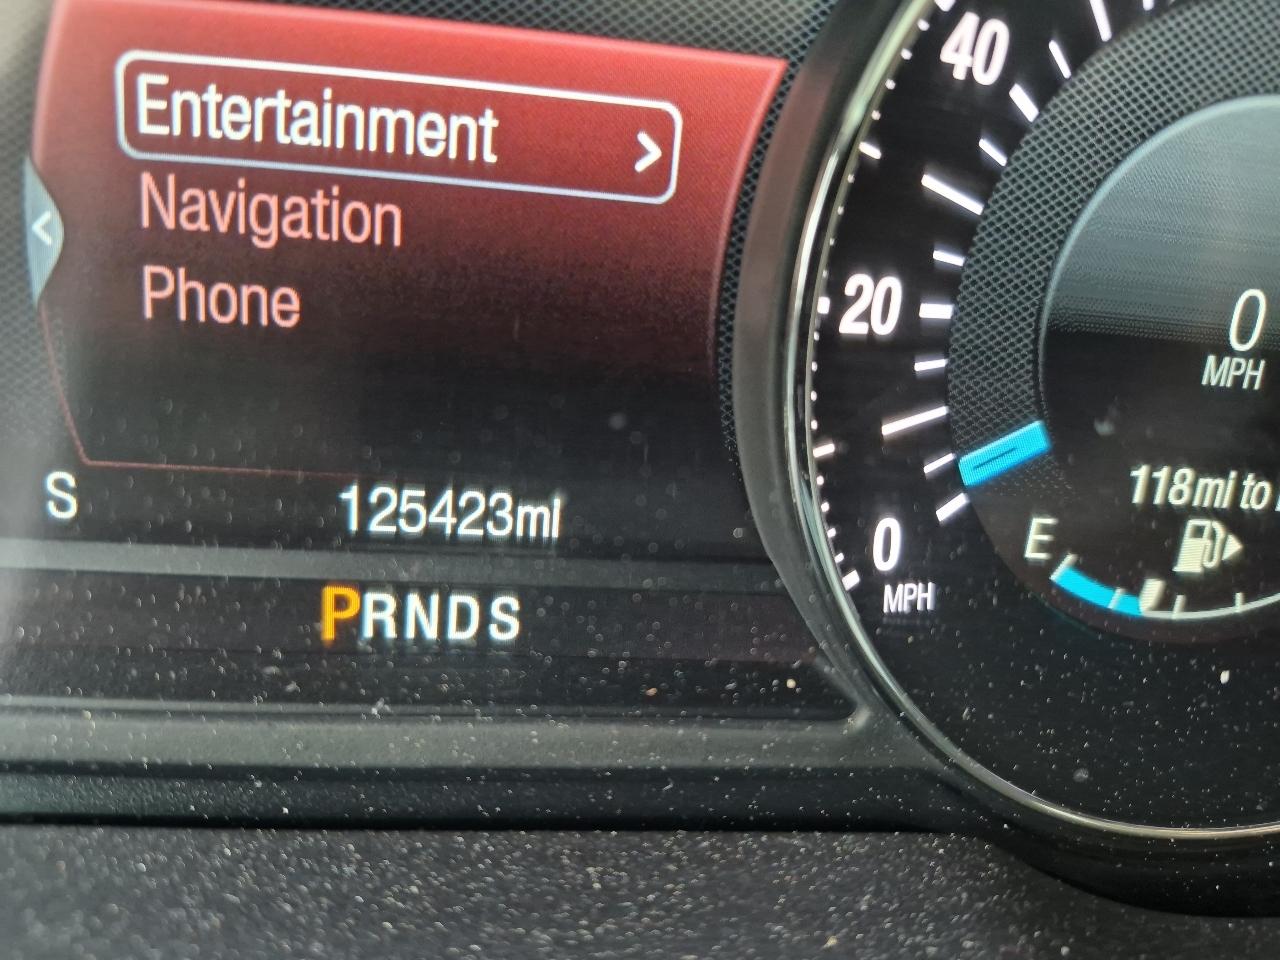 Entertainment >
Navigation
Phone
S 125423mi
PRNDS
40
20
0
MPH
0
MPH
118mi to
E